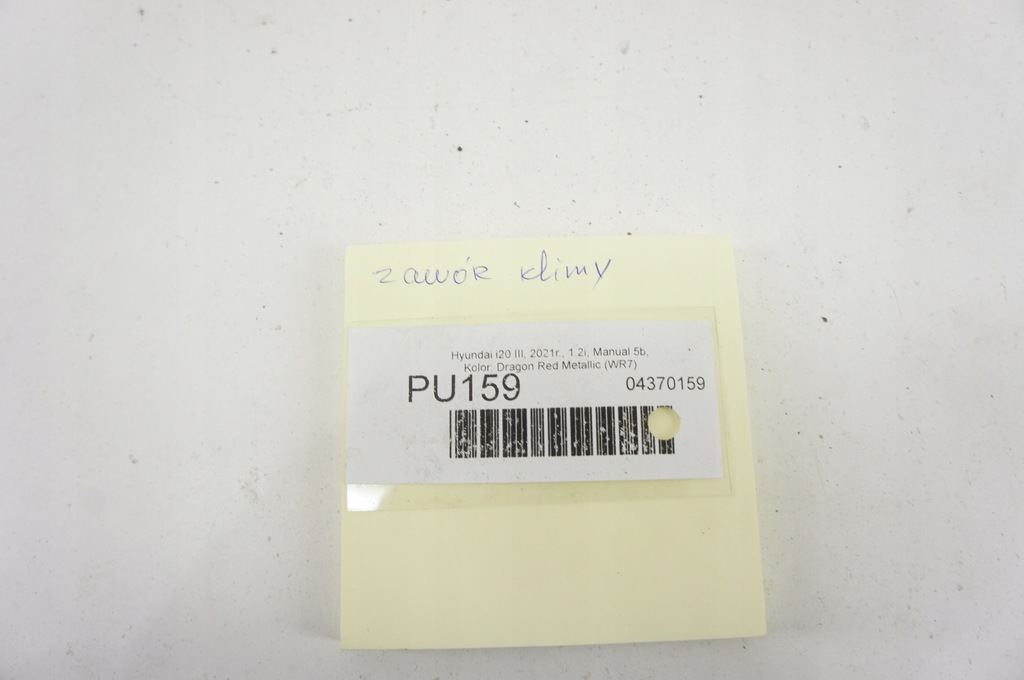 zawór klimy
Hyundai i20 III, 2021r., 1.2i, Manual 5b,
Kolor: Dragon Red Metallic (WR7)
PU159 04370159